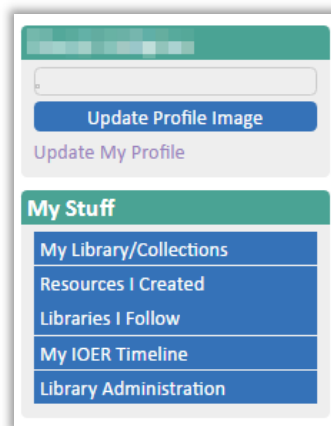 Update Profile Image
Update My Profile
My Stuff
My Library/Collections
Resources I Created
Libraries I Follow
My IOER Timeline
Library Administration